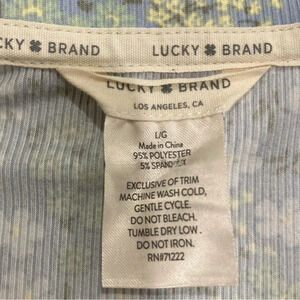 LUCKY BRAND LUCKY BRAND
LUCKY BRAND
LOS ANGELES, CA
L/G
Made in China
95% POLYESTER
5% SPANDEX
EXCLUSIVE OF TRIM
MACHINE WASH COLD,
GENTLE CYCLE.
DO NOT BLEACH.
TUMBLE DRY LOW.
DO NOT IRON.
RN#71222